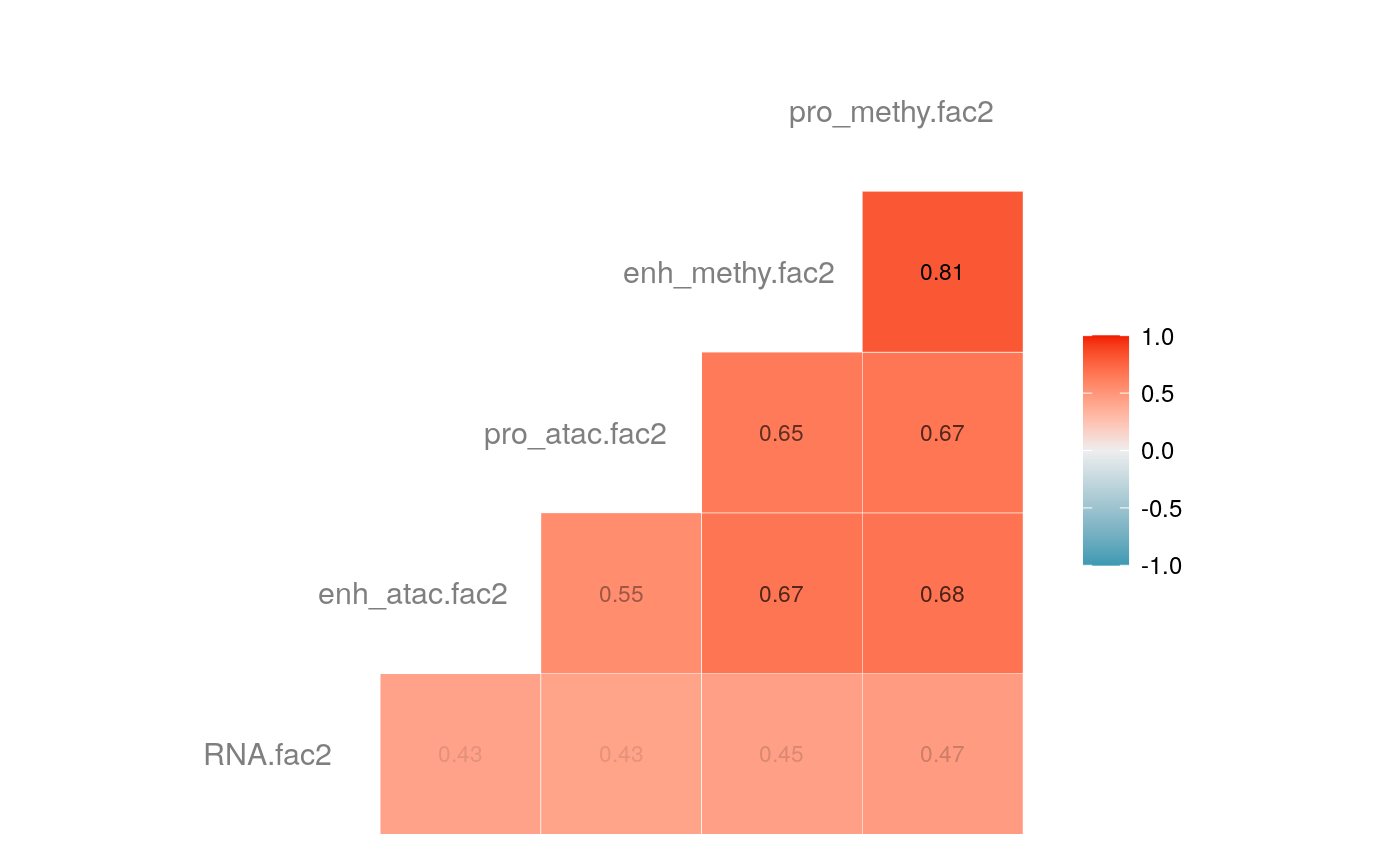 pro_methy.fac2
enh_methy.fac2 0.81
1.0
pro_atac.fac2 0.65 0.67
0.5
0.0
-0.5
-1.0
enh_atac.fac2 0.55 0.67 0.68
RNA.fac2 0.43 0.43 0.45 0.47